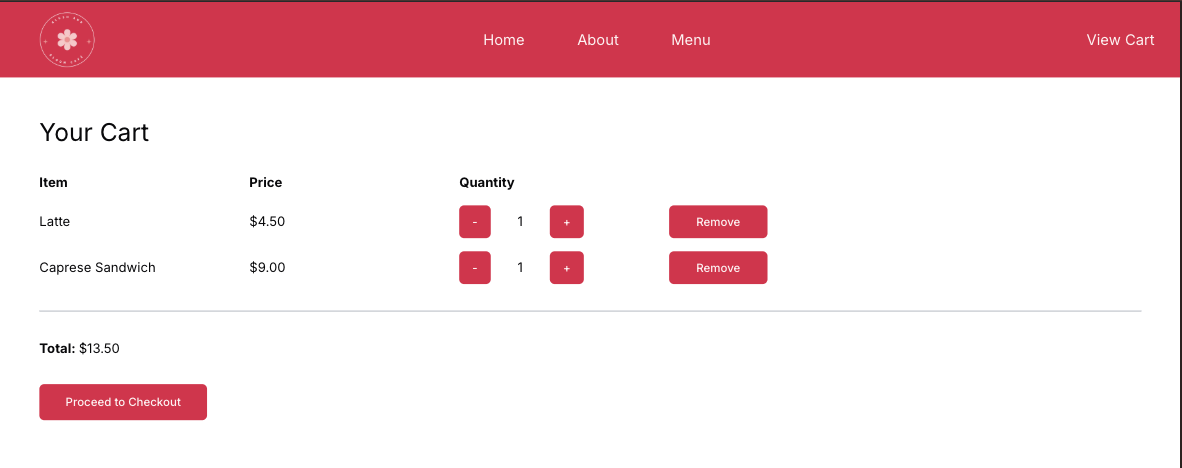 Home About Menu View Cart
Your Cart
Item Price Quantity
Latte $4.50 - 1 + Remove
Caprese Sandwich $9.00 - 1 + Remove
Total: $13.50
Proceed to Checkout